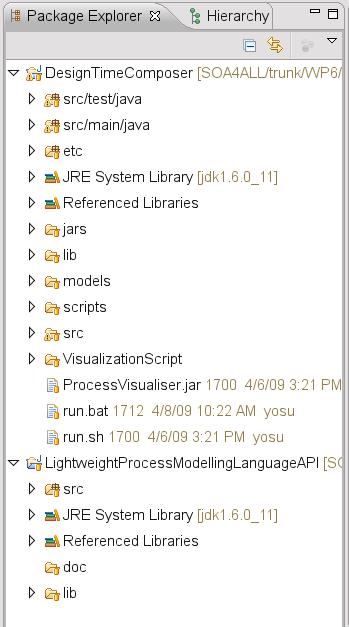 Package Explorer Hierarchy
DesignTimeComposer [SOA4ALL/trunk/WP6/
src/test/java
src/main/java
etc
JRE System Library [jdk1.6.0_11]
Referenced Libraries
jars
lib
models
scripts
src
VisualizationScript
ProcessVisualiser.jar 1700 4/6/09 3:21 PM
run.bat 1712 4/8/09 10:22 AM yosu
run.sh 1700 4/6/09 3:21 PM yosu
LightweightProcessModellingLanguageAPI [SO
src
JRE System Library [jdk1.6.0_11]
Referenced Libraries
doc
lib